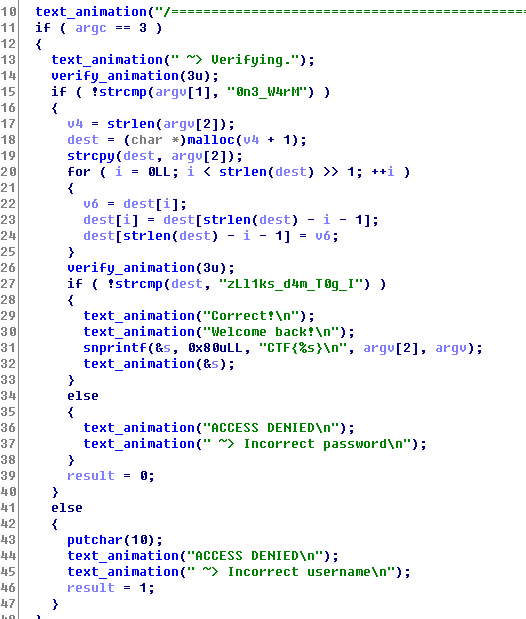 10 text_animation("/============================================
11 if ( argc == 3 )
12 {
13 text_animation(" ~> Verifying.");
14 verify_animation(3u);
15 if ( !strcmp(argv[1], "0n3_W4rM") )
16 {
17 v4 = strlen(argv[2]);
18 dest = (char *)malloc(v4 + 1);
19 strcpy(dest, argv[2]);
20 for ( i = 0LL; i < strlen(dest) >> 1; ++i )
21 {
22 v6 = dest[i];
23 dest[i] = dest[strlen(dest) - i - 1];
24 dest[strlen(dest) - i - 1] = v6;
25 }
26 verify_animation(3u);
27 if ( !strcmp(dest, "zLl1ks_d4m_T0g_I") )
28 {
29 text_animation("Correct!\n");
30 text_animation("Welcome back!\n");
31 snprintf(&s, 0x80uLL, "CTF{%s}\n", argv[2], argv);
32 text_animation(&s);
33 }
34 else
35 {
36 text_animation("ACCESS DENIED\n");
37 text_animation(" ~> Incorrect password\n");
38 }
39 result = 0;
40 }
41 else
42 {
43 putchar(10);
44 text_animation("ACCESS DENIED\n");
45 text_animation(" ~> Incorrect username\n");
46 result = 1;
47 }